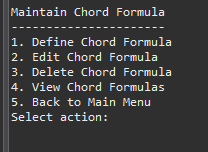 Maintain Chord Formula
----------------------
1. Define Chord Formula
2. Edit Chord Formula
3. Delete Chord Formula
4. View Chord Formulas
5. Back to Main Menu
Select action: